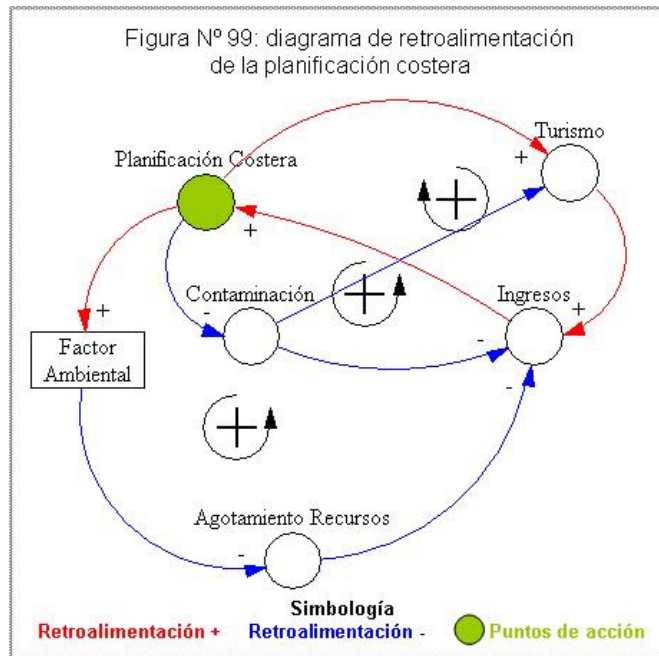 Figura Nº 99: diagrama de retroalimentación
de la planificación costera
Turismo
+
Planificación Costera
+
+
Contaminación
Ingresos
+
-
+
+
Factor
Ambiental
-
-
+
Agotamiento Recursos
-
Simbología
Retroalimentación +
Retroalimentación -
Puntos de acción